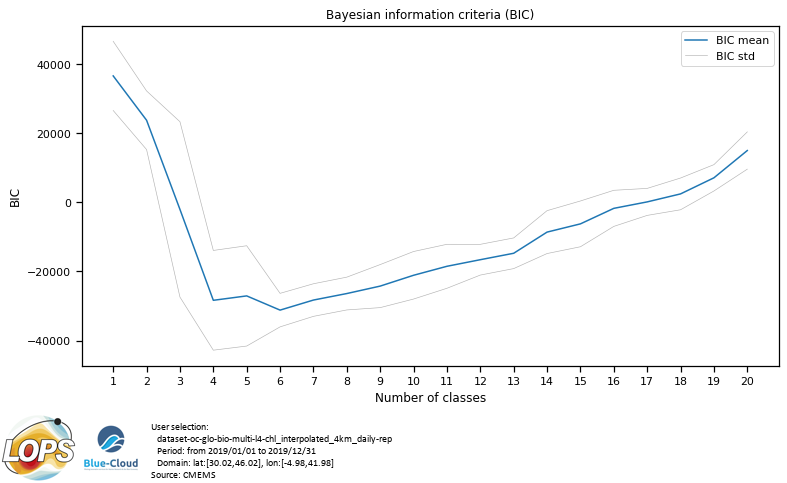 Bayesian information criteria (BIC)
BIC mean
BIC std
40000
20000
0
−20000
−40000
BIC
1 2 3 4 5 6 7 8 9 10 11 12 13 14 15 16 17 18 19 20
Number of classes
LOPS
Blue-Cloud
User selection:
dataset-oc-glo-bio-multi-l4-chl_interpolated_4km_daily-rep
Period: from 2019/01/01 to 2019/12/31
Domain: lat:[30.02,46.02], lon:[-4.98,41.98]
Source: CMEMS